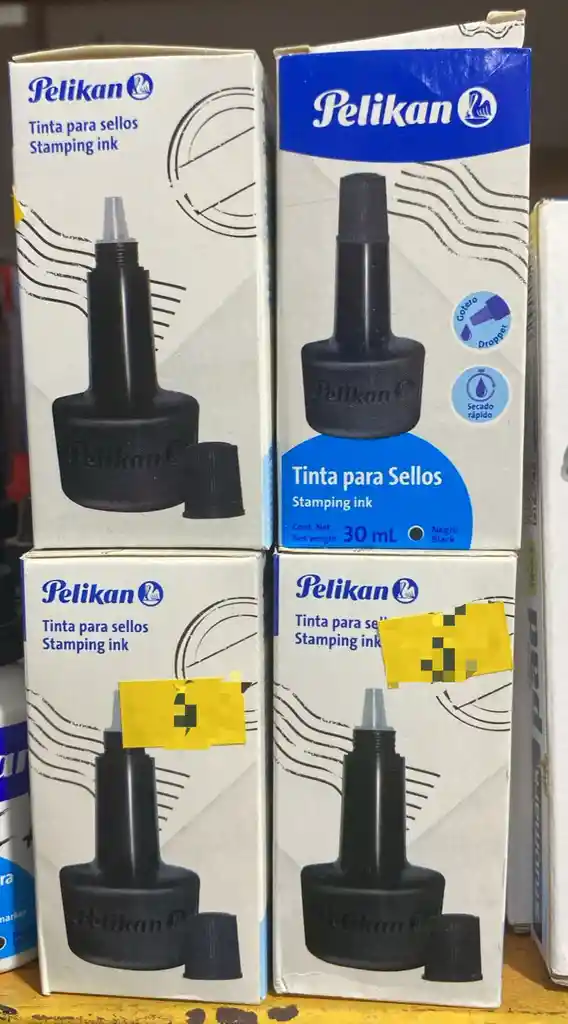 Pelikan
Tinta para sellos
Stamping ink
Pelikan
Pelikan
Gotero
Dropper
Secado
rápido
Pelikan
Tinta para Sellos
Stamping ink
Cont. Net
Net weight
30 mL
Negro
Black
Pelikan
Tinta para sellos
Stamping ink
Pelikan
Pelikan
Tinta para
Stamping ink
Pelikan